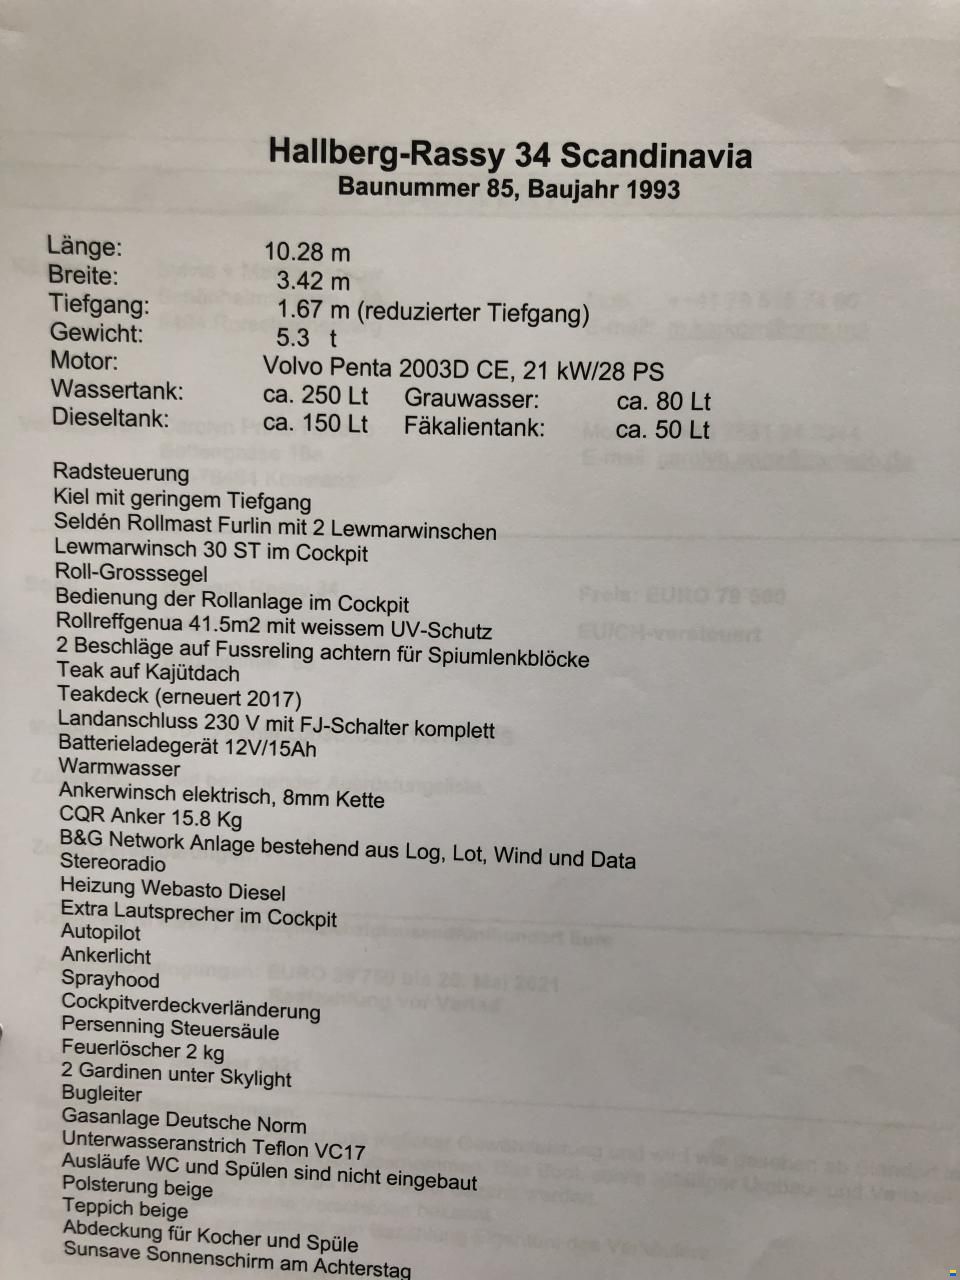 Hallberg-Rassy 34 Scandinavia
Baunummer 85, Baujahr 1993
Länge: 10.28 m
Breite: 3.42 m
Tiefgang: 1.67 m (reduzierter Tiefgang)
Gewicht: 5.3 t
Motor: Volvo Penta 2003D CE, 21 kW/28 PS
Wassertank: ca. 250 Lt Grauwasser: ca. 80 Lt
Dieseltank: ca. 150 Lt Fäkalientank: ca. 50 Lt
Radsteuerung
Kiel mit geringem Tiefgang
Seldén Rollmast Furlin mit 2 Lewmarwinschen
Lewmarwinsch 30 ST im Cockpit
Roll-Grosssegel
Bedienung der Rollanlage im Cockpit
Rollreffgenua 41.5m2 mit weissem UV-Schutz
2 Beschläge auf Fussreling achtern für Spiumlenkblöcke
Teak auf Kajütdach
Teakdeck (erneuert 2017)
Landanschluss 230 V mit FJ-Schalter komplett
Batterieladegerät 12V/15Ah
Warmwasser
Ankerwinsch elektrisch, 8mm Kette
CQR Anker 15.8 Kg
B&G Network Anlage bestehend aus Log, Lot, Wind und Data
Stereoradio
Heizung Webasto Diesel
Extra Lautsprecher im Cockpit
Autopilot
Ankerlicht
Sprayhood
Cockpitverdeckverländerung
Persenning Steuersäule
Feuerlöscher 2 kg
2 Gardinen unter Skylight
Bugleiter
Gasanlage Deutsche Norm
Unterwasseranstrich Teflon VC17
Ausläufe WC und Spülen sind nicht eingebaut
Polsterung beige
Teppich beige
Abdeckung für Kocher und Spüle
Sunsave Sonnenschirm am Achterstag